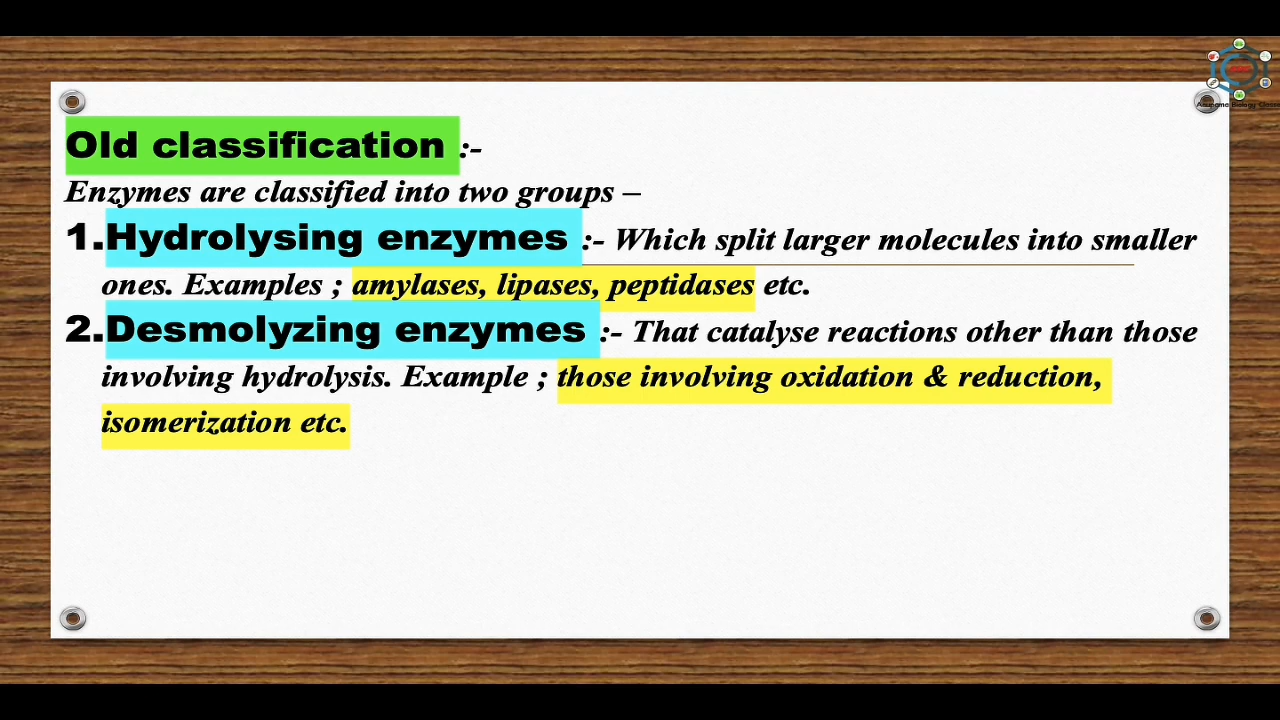 Old classification :-
Enzymes are classified into two groups –
1.Hydrolysing enzymes :- Which split larger molecules into smaller
ones. Examples ; amylases, lipases, peptidases etc.
2.Desmolyzing enzymes :- That catalyse reactions other than those
involving hydrolysis. Example ; those involving oxidation & reduction,
isomerization etc.